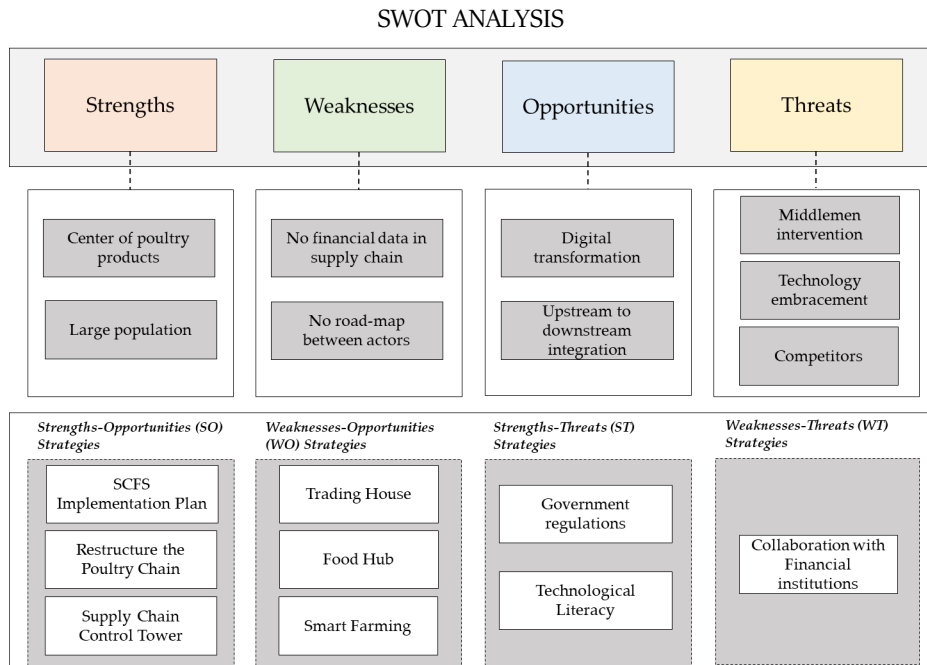 SWOT ANALYSIS
Strengths
Weaknesses
Opportunities
Threats
Center of poultry
products
Large population
No financial data in
supply chain
No road-map
between actors
Digital
transformation
Upstream to
downstream
integration
Middlemen
intervention
Technology
embracement
Competitors
Strengths-Opportunities (SO)
Strategies
SCFS
Implementation Plan
Restructure the
Poultry Chain
Supply Chain
Control Tower
Weaknesses-Opportunities
(WO) Strategies
Trading House
Food Hub
Smart Farming
Strengths-Threats (ST)
Strategies
Government
regulations
Technological
Literacy
Weaknesses-Threats (WT)
Strategies
Collaboration with
Financial
institutions